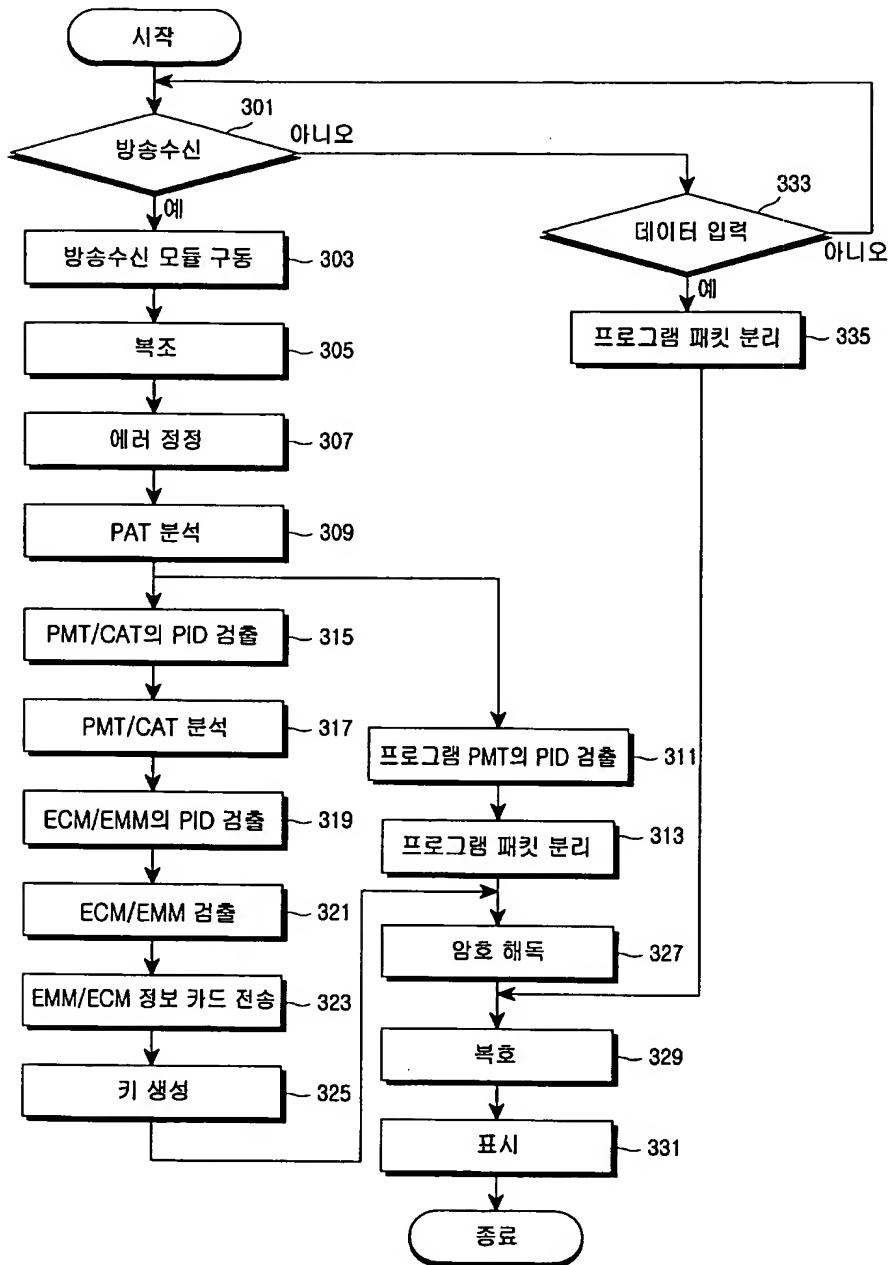 시작
301
방송수신
아니오
예
333
데이터 입력
아니오
예
방송수신 모듈 구동
303
프로그램 패킷 분리
335
복조
305
에러 정정
307
PAT 분석
309
PMT/CAT의 PID 검출
315
PMT/CAT 분석
317
프로그램 PMT의 PID 검출
311
ECM/EMM의 PID 검출
319
프로그램 패킷 분리
313
ECM/EMM 검출
321
암호 해독
327
EMM/ECM 정보 카드 전송
323
복호
329
키 생성
325
표시
331
종료